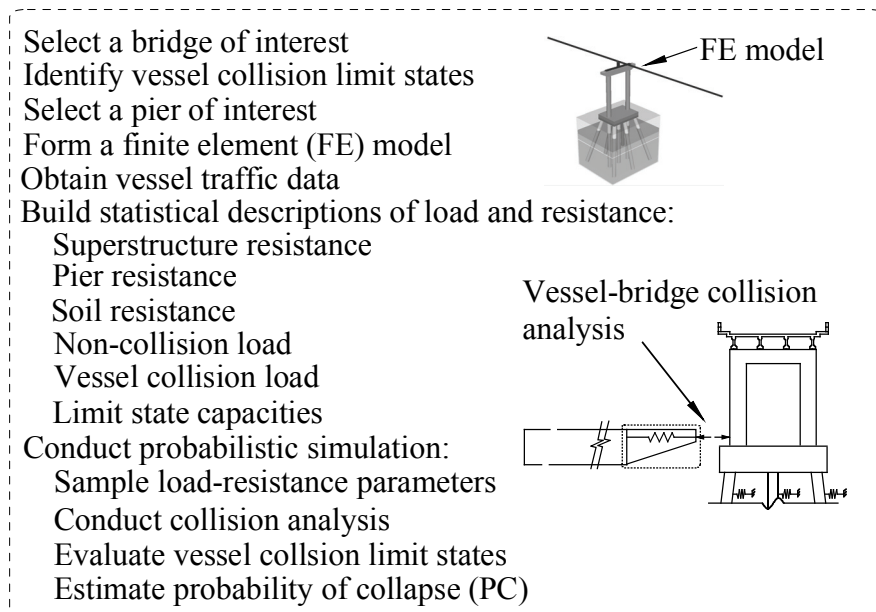 Select a bridge of interest
FE model
Identify vessel collision limit states
Select a pier of interest
Form a finite element (FE) model
Obtain vessel traffic data
Build statistical descriptions of load and resistance:
Superstructure resistance
Pier resistance
Soil resistance
Non-collision load
Vessel collision load
Limit state capacities
Vessel-bridge collision
analysis
Conduct probabilistic simulation:
Sample load-resistance parameters
Conduct collision analysis
Evaluate vessel collsion limit states
Estimate probability of collapse (PC)